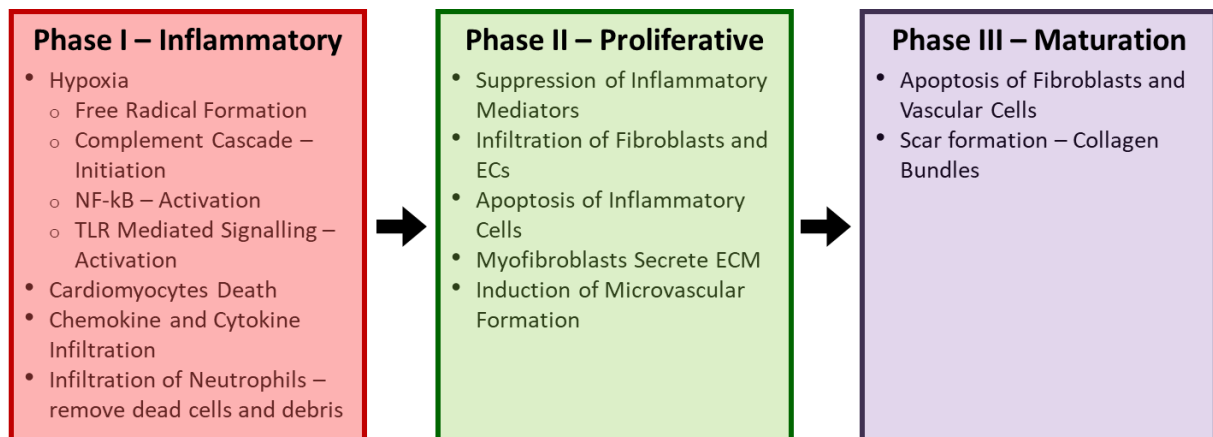 Phase I – Inflammatory
• Hypoxia
o Free Radical Formation
o Complement Cascade –
Initiation
o NF-kB – Activation
o TLR Mediated Signalling –
Activation
• Cardiomyocytes Death
• Chemokine and Cytokine
Infiltration
• Infiltration of Neutrophils –
remove dead cells and debris
Phase II – Proliferative
• Suppression of Inflammatory
Mediators
• Infiltration of Fibroblasts and
ECs
• Apoptosis of Inflammatory
Cells
• Myofibroblasts Secrete ECM
• Induction of Microvascular
Formation
Phase III – Maturation
• Apoptosis of Fibroblasts and
Vascular Cells
• Scar formation – Collagen
Bundles